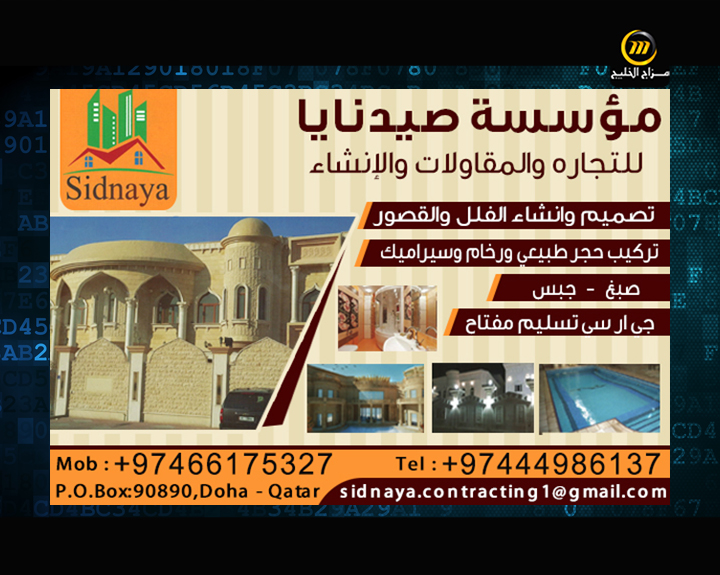 مزاج الخليج
Sidnaya
مؤسسة صيدنايا
للتجاره والمقاولات والإنشاء
تصميم وانشاء الفلل والقصور
تركيب حجر طبيعي ورخام وسيراميك
صبغ - جبس
جي ار سي تسليم مفتاح
Mob : +97466175327
Tel : +97444986137
P.O.Box:90890,Doha - Qatar
sidnaya.contracting1@gmail.com